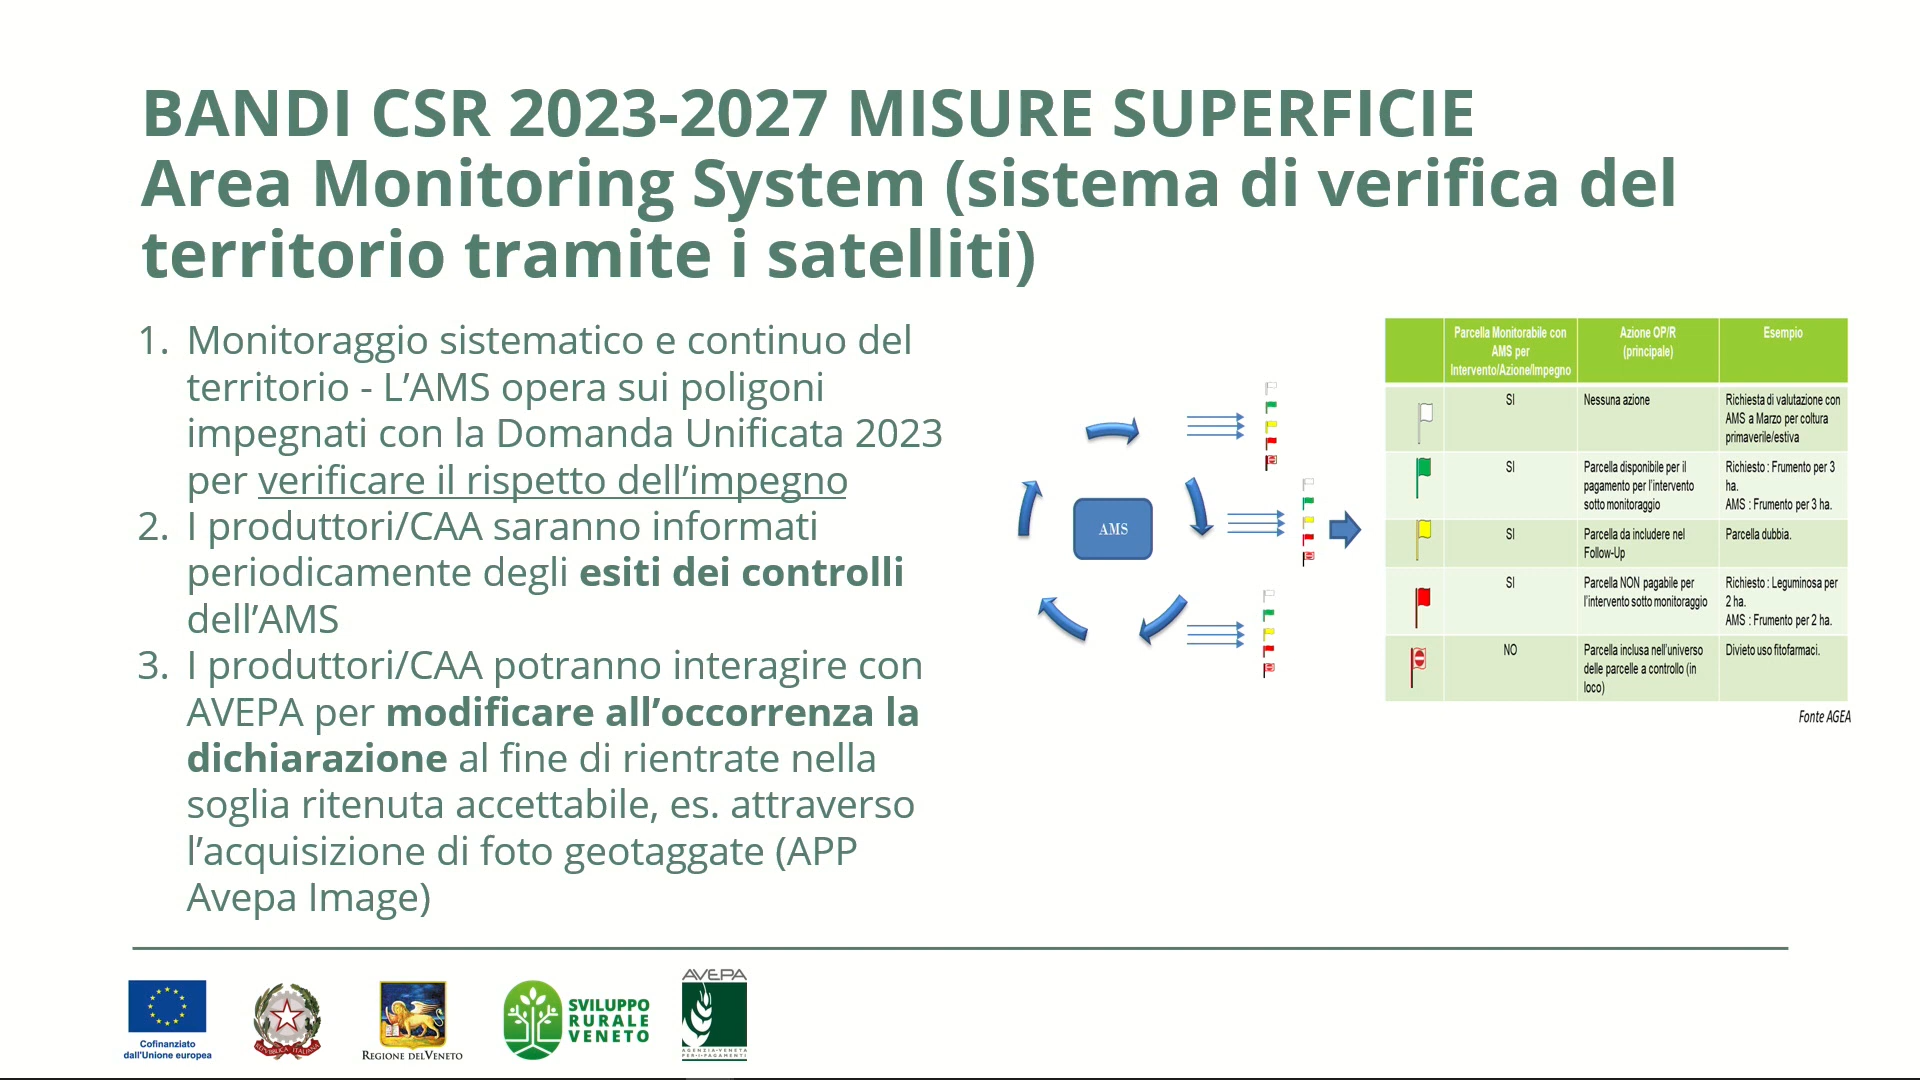 BANDI CSR 2023-2027 MISURE SUPERFICIE
Area Monitoring System (sistema di verifica del
territorio tramite i satelliti)
1. Monitoraggio sistematico e continuo del
territorio - L’AMS opera sui poligoni
impegnati con la Domanda Unificata 2023
per verificare il rispetto dell’impegno
2. I produttori/CAA saranno informati
periodicamente degli esiti dei controlli
dell’AMS
3. I produttori/CAA potranno interagire con
AVEPA per modificare all’occorrenza la
dichiarazione al fine di rientrate nella
soglia ritenuta accettabile, es. attraverso
l’acquisizione di foto geotaggate (APP
Avepa Image)
AMS
Parcella Monitorabile con
AMS per
Intervento/Azione/Impegno
Azione OP/R
(principale)
Esempio
SI
Nessuna azione
Richiesta di valutazione con
AMS a Marzo per coltura
primaverile/estiva
SI
Parcella disponibile per il
pagamento per l’intervento
sotto monitoraggio
Richiesto : Frumento per 3
ha.
AMS : Frumento per 3 ha.
SI
Parcella da includere nel
Follow-Up
Parcella dubbia.
SI
Parcella NON pagabile per
l’intervento sotto monitoraggio
Richiesto : Leguminosa per
2 ha.
AMS : Frumento per 2 ha.
NO
Parcella inclusa nell’universo
delle parcelle a controllo (in
loco)
Divieto uso fitofarmaci.
Fonte AGEA
Cofinanziato
dall'Unione europea
REPVBBLICA ITALIANA
REGIONE DEL VENETO
SVILUPPO
RURALE
VENETO
AVEPA
AGENZIA VENETA
PER I PAGAMENTI